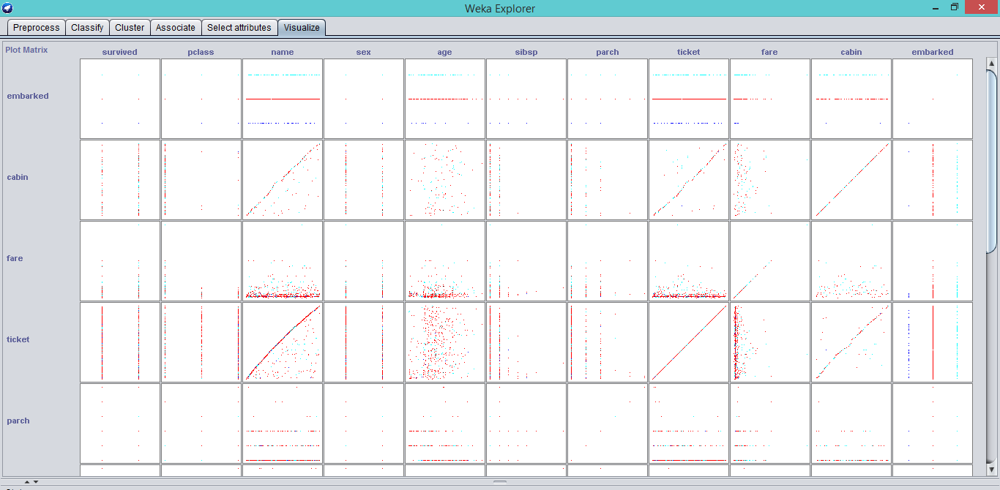 Weka Explorer
Preprocess Classify Cluster Associate Select attributes Visualize
Plot Matrix survived pclass name sex age sibsp parch ticket fare cabin embarked
embarked
cabin
fare
ticket
parch